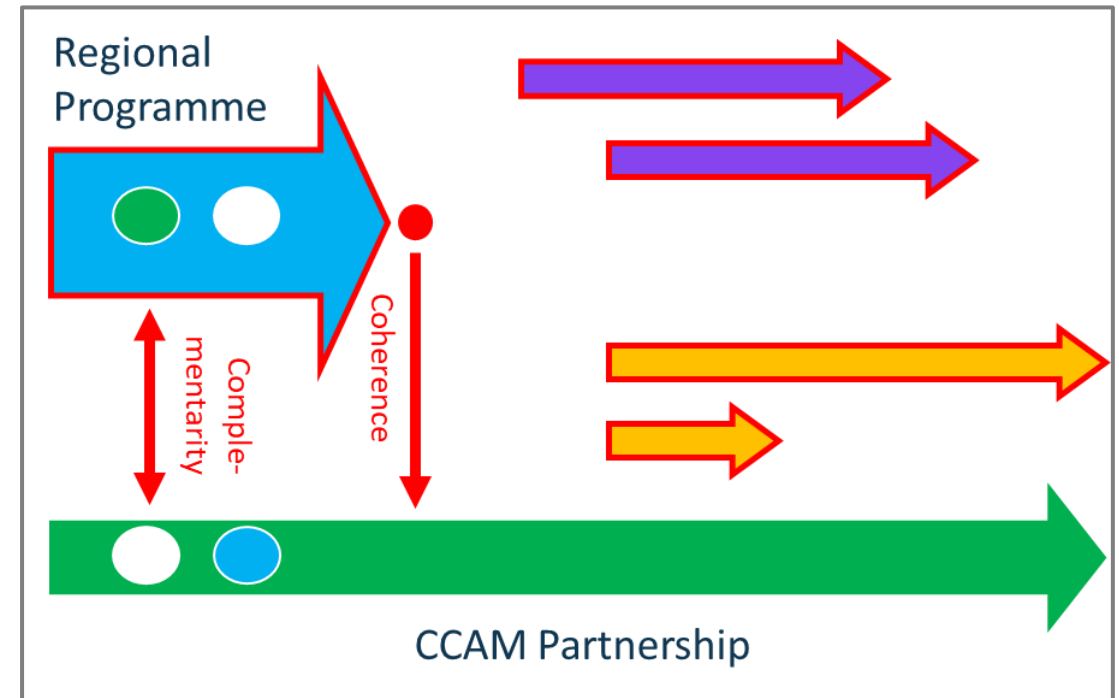 Regional
Programme
Comple-
mentarity
Coherence
CCAM Partnership